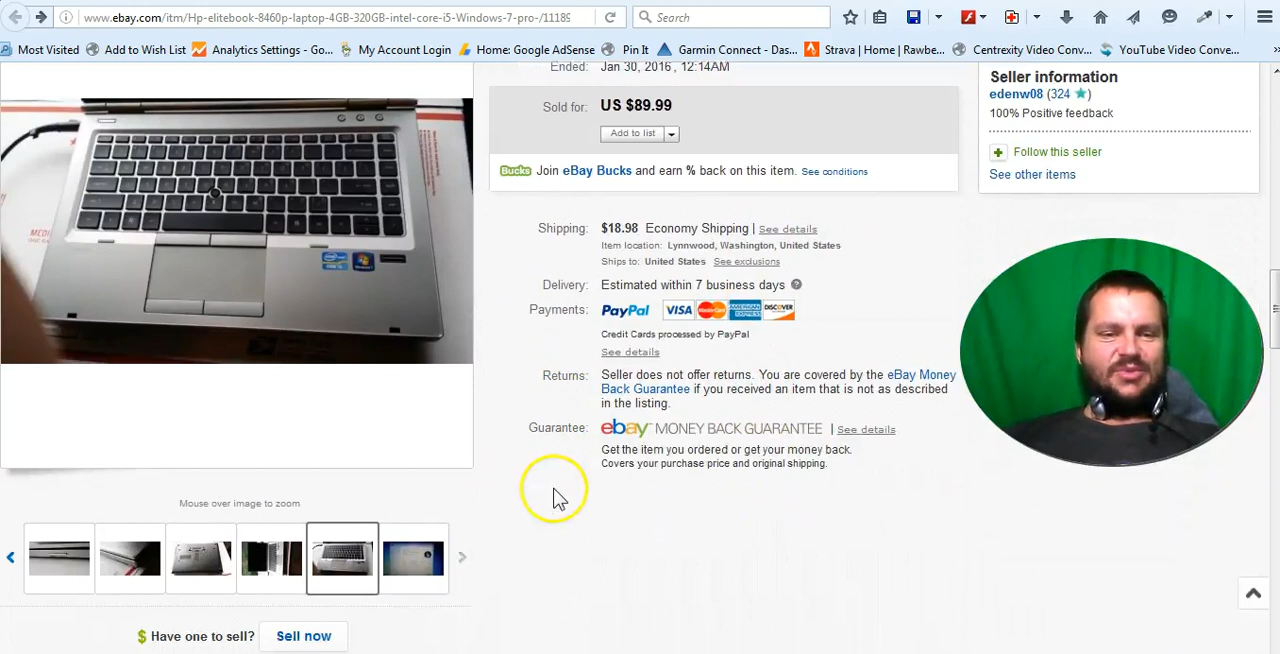 www.ebay.com/itm/Hp-elitebook-8460p-laptop-4GB-320GB-intel-core-i5-Windows-7-pro-/11189
Search
Most Visited
Add to Wish List
Analytics Settings - Go...
My Account Login
Home: Google AdSense
Pin It
Garmin Connect - Das...
Strava | Home | Rawbe...
Centrexity Video Conv...
YouTube Video Conve...
Ended: Jan 30, 2016 , 12:14AM
Sold for: US $89.99
Add to list
Bucks Join eBay Bucks and earn % back on this item. See conditions
Shipping: $18.98 Economy Shipping | See details
Item location: Lynnwood, Washington, United States
Ships to: United States See exclusions
Delivery: Estimated within 7 business days ?
Payments: PayPal VISA MasterCard AMERICAN EXPRESS DISCOVER
Credit Cards processed by PayPal
See details
Returns: Seller does not offer returns. You are covered by the eBay Money
Back Guarantee if you received an item that is not as described
in the listing.
Guarantee: ebay MONEY BACK GUARANTEE | See details
Get the item you ordered or get your money back.
Covers your purchase price and original shipping.
Seller information
edenw08 (324 ★)
100% Positive feedback
Follow this seller
See other items
Mouse over image to zoom
$ Have one to sell? Sell now